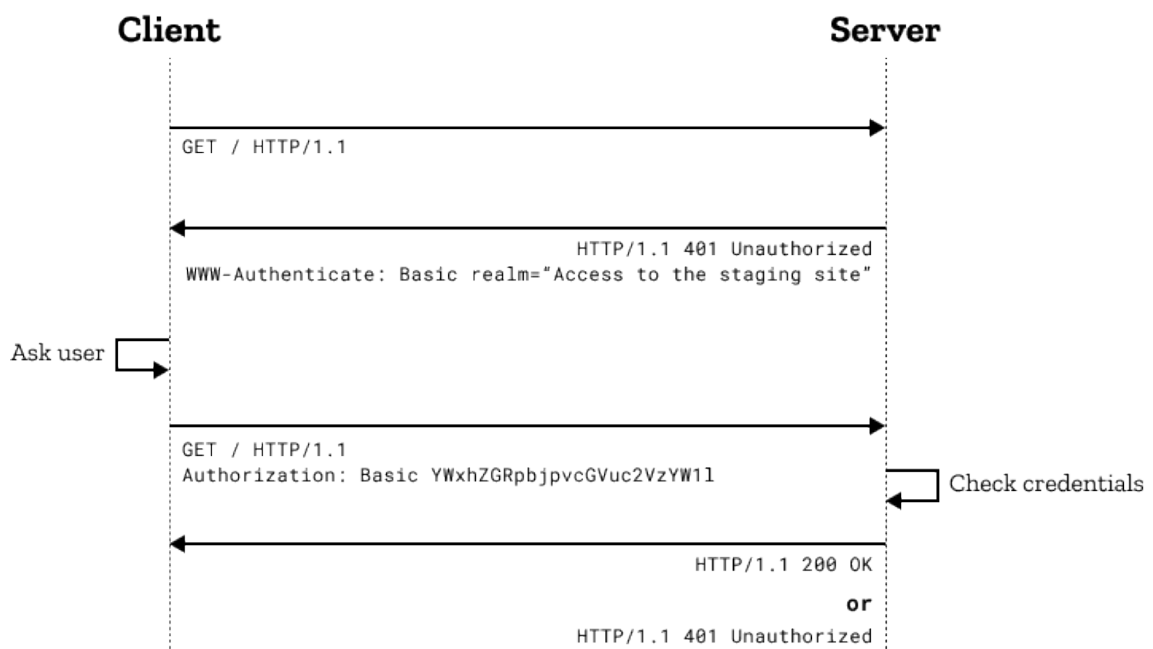 Client
Server
GET / HTTP/1.1
HTTP/1.1 401 Unauthorized
WWW-Authenticate: Basic realm=“Access to the staging site”
Ask user
GET / HTTP/1.1
Authorization: Basic YWxhZGRpbjpvcGVuc2VzYW1l
Check credentials
HTTP/1.1 200 OK
or
HTTP/1.1 401 Unauthorized